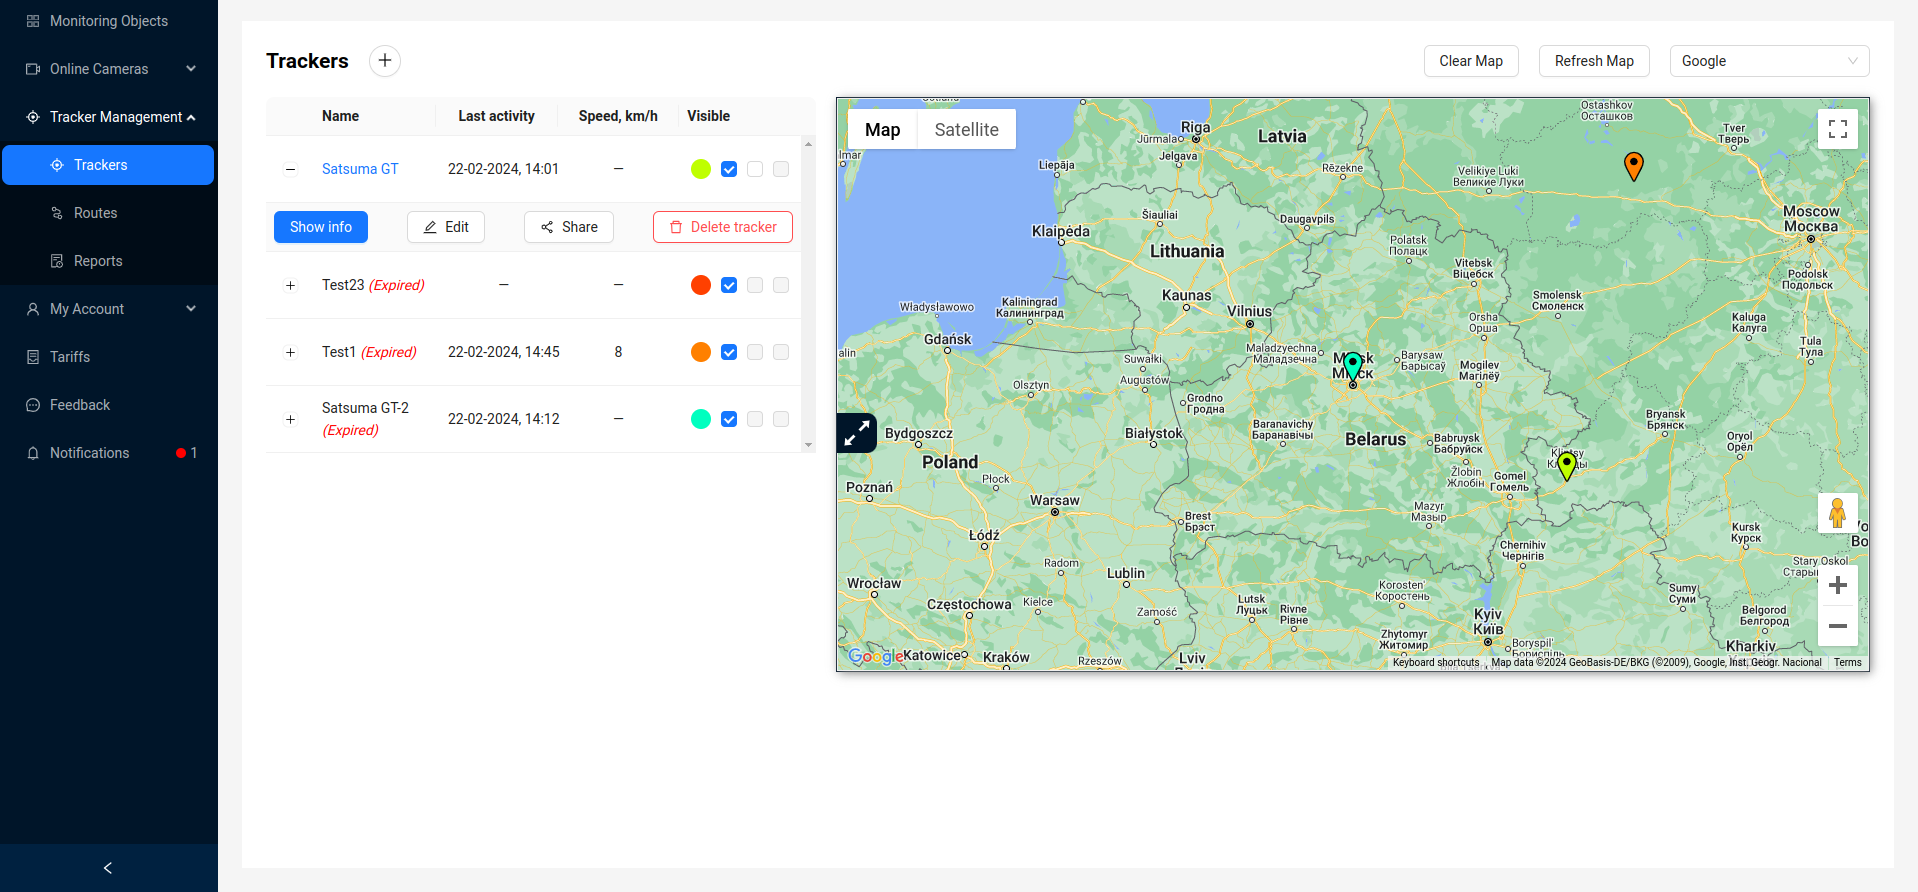 Monitoring Objects
Online Cameras
Tracker Management
Trackers
Routes
Reports
My Account
Tariffs
Feedback
Notifications 1
Trackers
Clear Map
Refresh Map
Google
Name Last activity Speed, km/h Visible
Satsuma GT 22-02-2024, 14:01 —
Show info Edit Share Delete tracker
Test23 (Expired) — —
Test1 (Expired) 22-02-2024, 14:45 8
Satsuma GT-2
(Expired) 22-02-2024, 14:12 —
Map Satellite
Ostashkov
Осташков
Tver
Тверь
Riga
Jūrmala
Jelgava
Latvia
Liepāja
Rēzekne
Velikiye Luki
Великие Луки
Moscow
Москва
Šiauliai
Daugavpils
Klaipėda
Lithuania
Polatsk
Полацк
Vitebsk
Віцебск
Podolsk
Подольск
Kaunas
Kaliningrad
Калининград
Władysławowo
Vilnius
Smolensk
Смоленск
Orsha
Орша
Kaluga
Калуга
Gdańsk
Tula
Тула
alin
Suwałki
Augustów
Maladzyechna
Маладзечна
Barysaw
Барысаў
Mogilev
Магілёў
Olsztyn
Grodno
Гродна
Bryansk
Брянск
Baranavichy
Баранавічы
Belarus
Babruysk
Бабруйск
Oryol
Орёл
Bydgoszcz
Białystok
Poland
Płock
Žlobin
Жлобін
Gomel
Гомель
Poznań
Warsaw
Mazyr
Мазыр
Brest
Брэст
Kursk
Курск
Łódź
Chernihiv
Чернігів
Radom
Lublin
Stary Oskol
Wrocław
Korosten'
Коростень
Sumy
Суми
Częstochowa
Kielce
Zamość
Lutsk
Луцьк
Rivne
Рівне
Kyiv
Київ
Belgorod
Белгород
Zhytomyr
Житомир
Boryspil'
Бориспіль
Kharkiv
Google
Katowice
Kraków
Rzeszów
Lviv
Keyboard shortcuts Map data ©2024 GeoBasis-DE/BKG (©2009), Google, Inst. Geogr. Nacional Terms